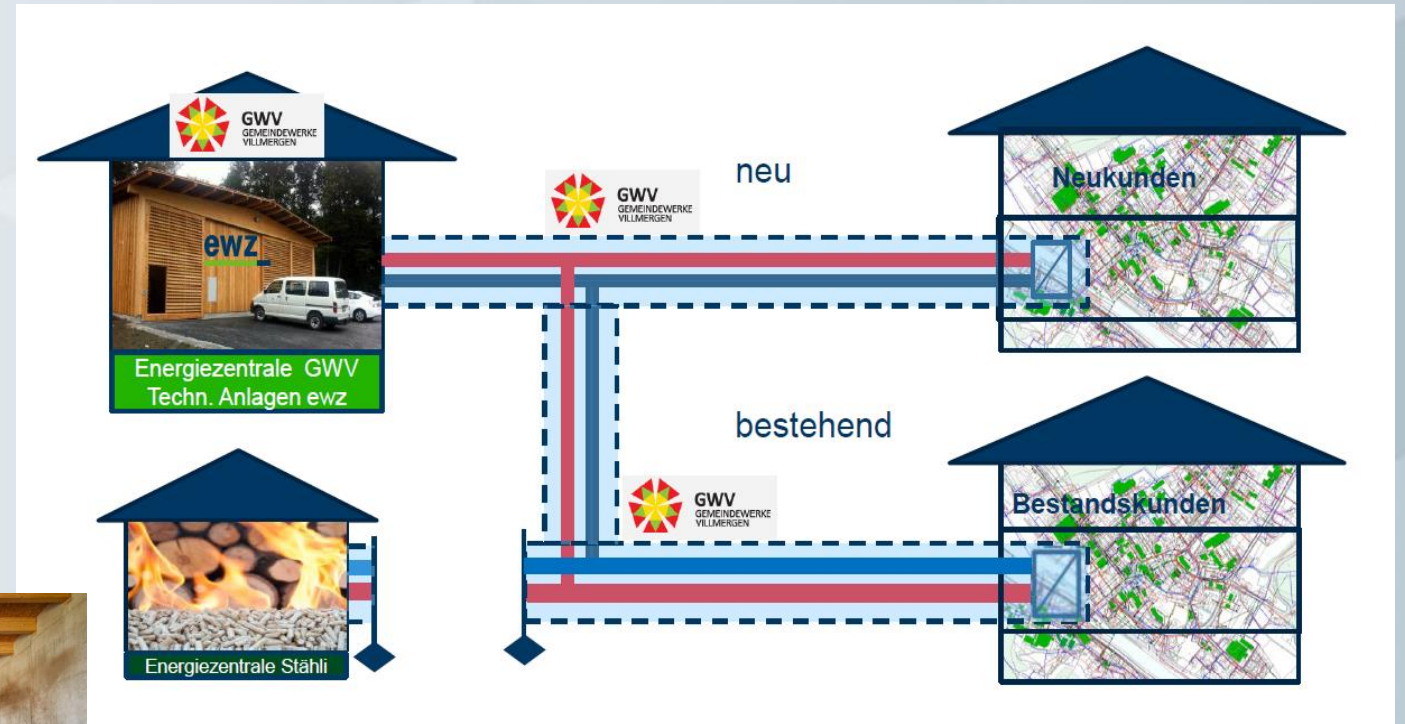 GWV
GEMEINDEWERKE
VILLMERGEN
ewz
Energiezentrale GWV
Techn. Anlagen ewz
GWV
GEMEINDEWERKE
VILLMERGEN
neu
Neukunden
bestehend
GWV
GEMEINDEWERKE
VILLMERGEN
Bestandskunden
Energiezentrale Stähli